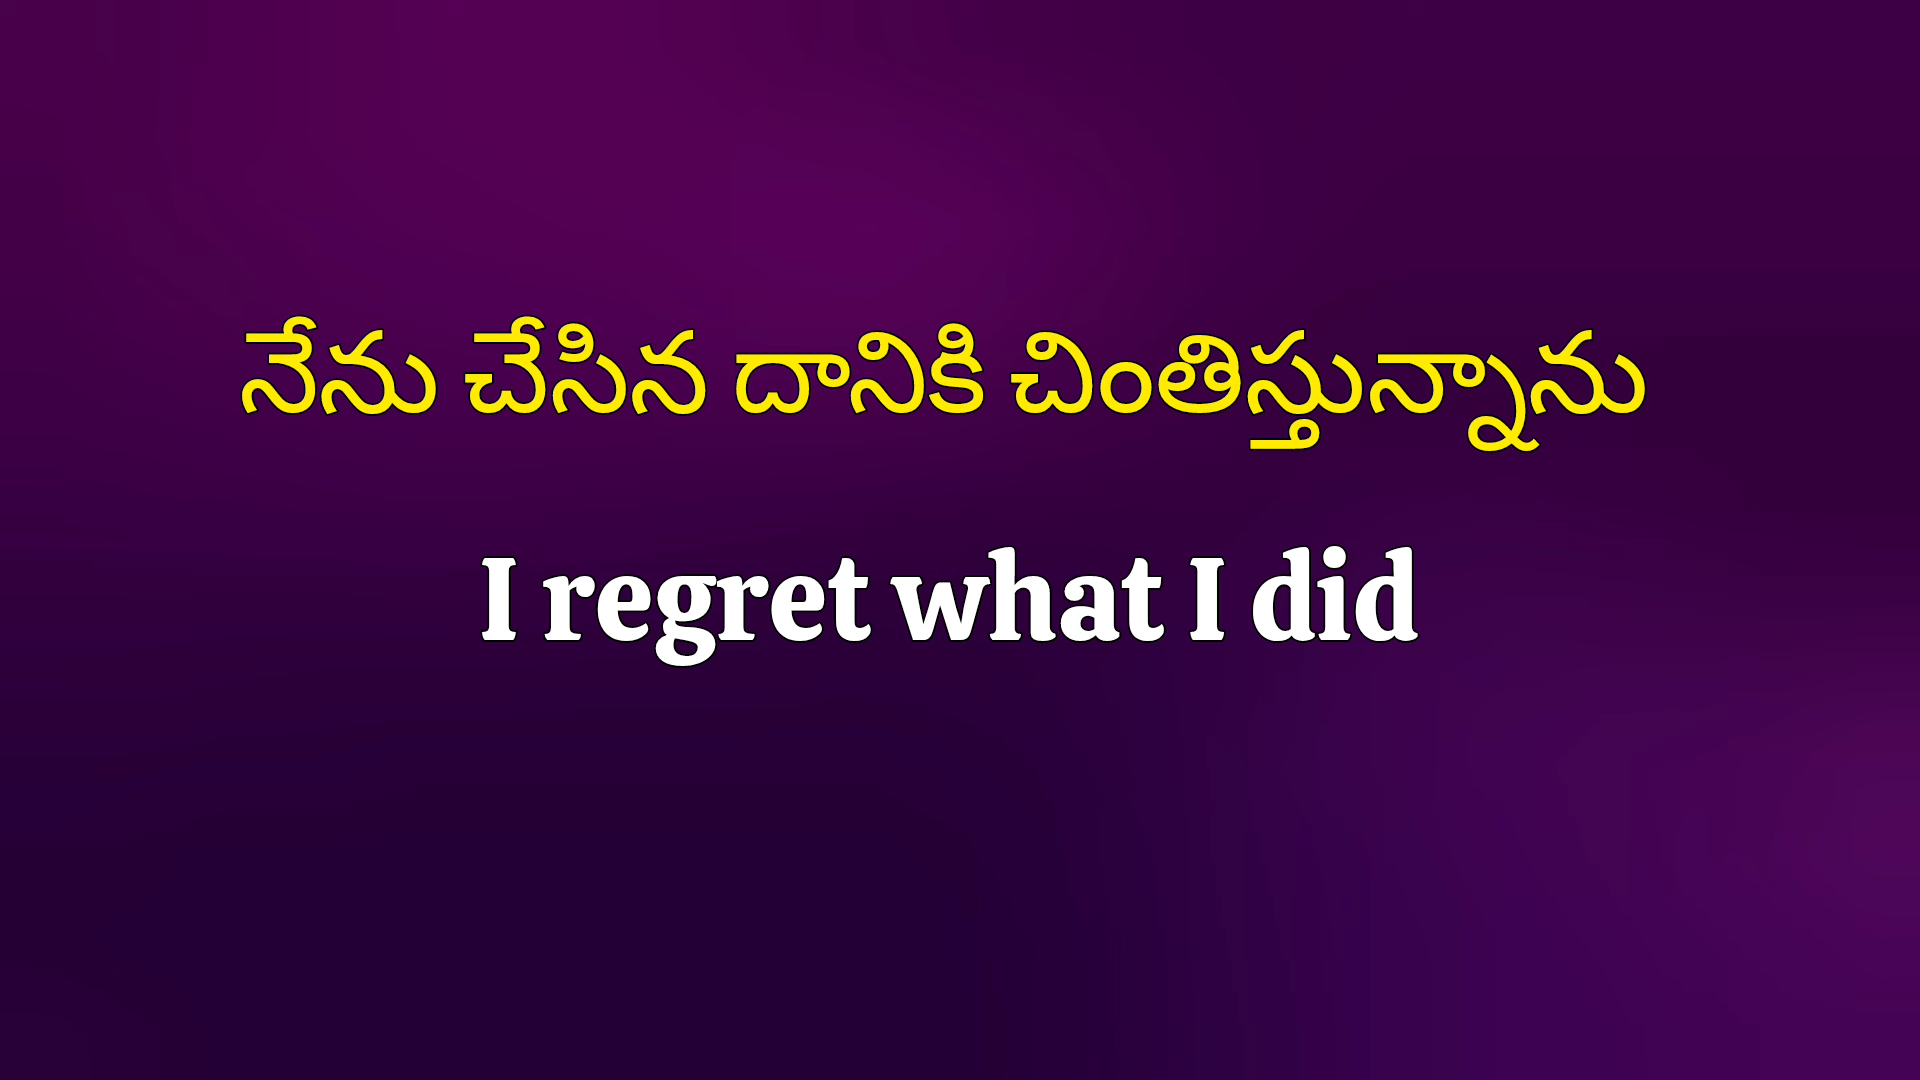 నేను చేసిన దానికి చింతిస్తున్నాను
I regret what I did